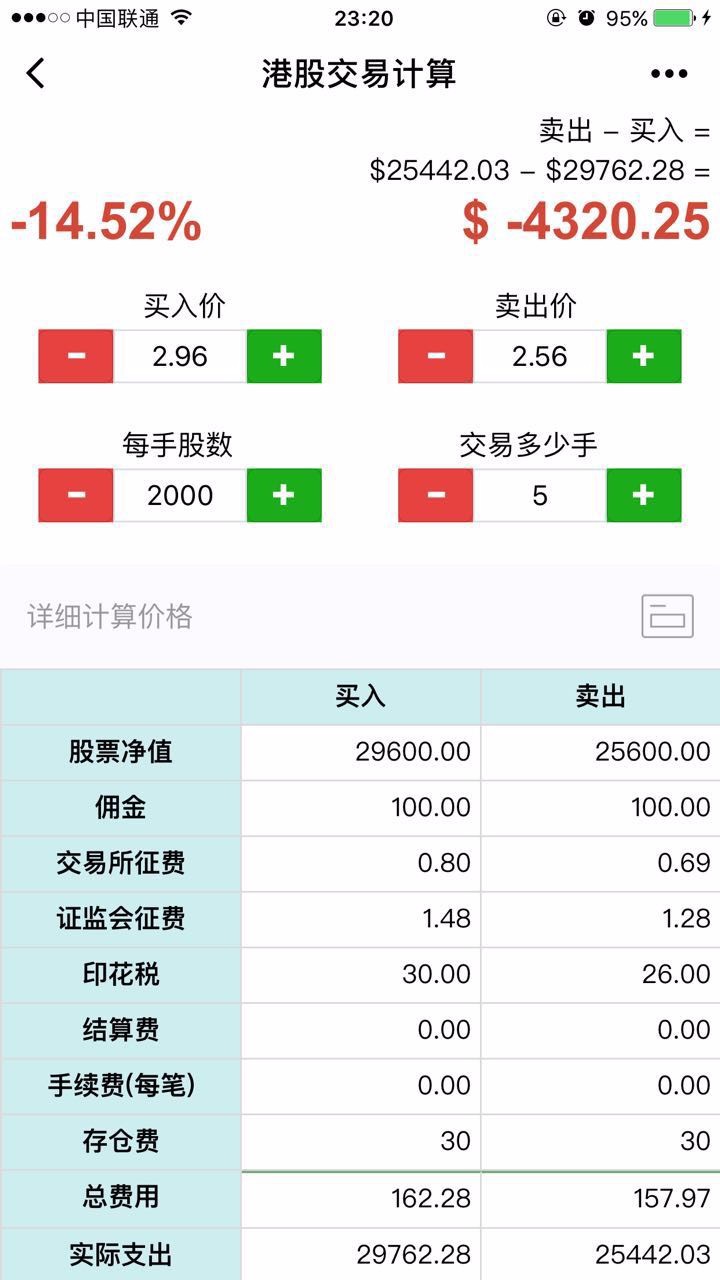 中国联通 23:20 95%
港股交易计算
卖出 – 买入 =
$25442.03 – $29762.28 =
-14.52% $ -4320.25
买入价 卖出价
- 2.96 + - 2.56 +
每手股数 交易多少手
- 2000 + - 5 +
详细计算价格
买入 卖出
股票净值 29600.00 25600.00
佣金 100.00 100.00
交易所征费 0.80 0.69
证监会征费 1.48 1.28
印花税 30.00 26.00
结算费 0.00 0.00
手续费(每笔) 0.00 0.00
存仓费 30 30
总费用 162.28 157.97
实际支出 29762.28 25442.03